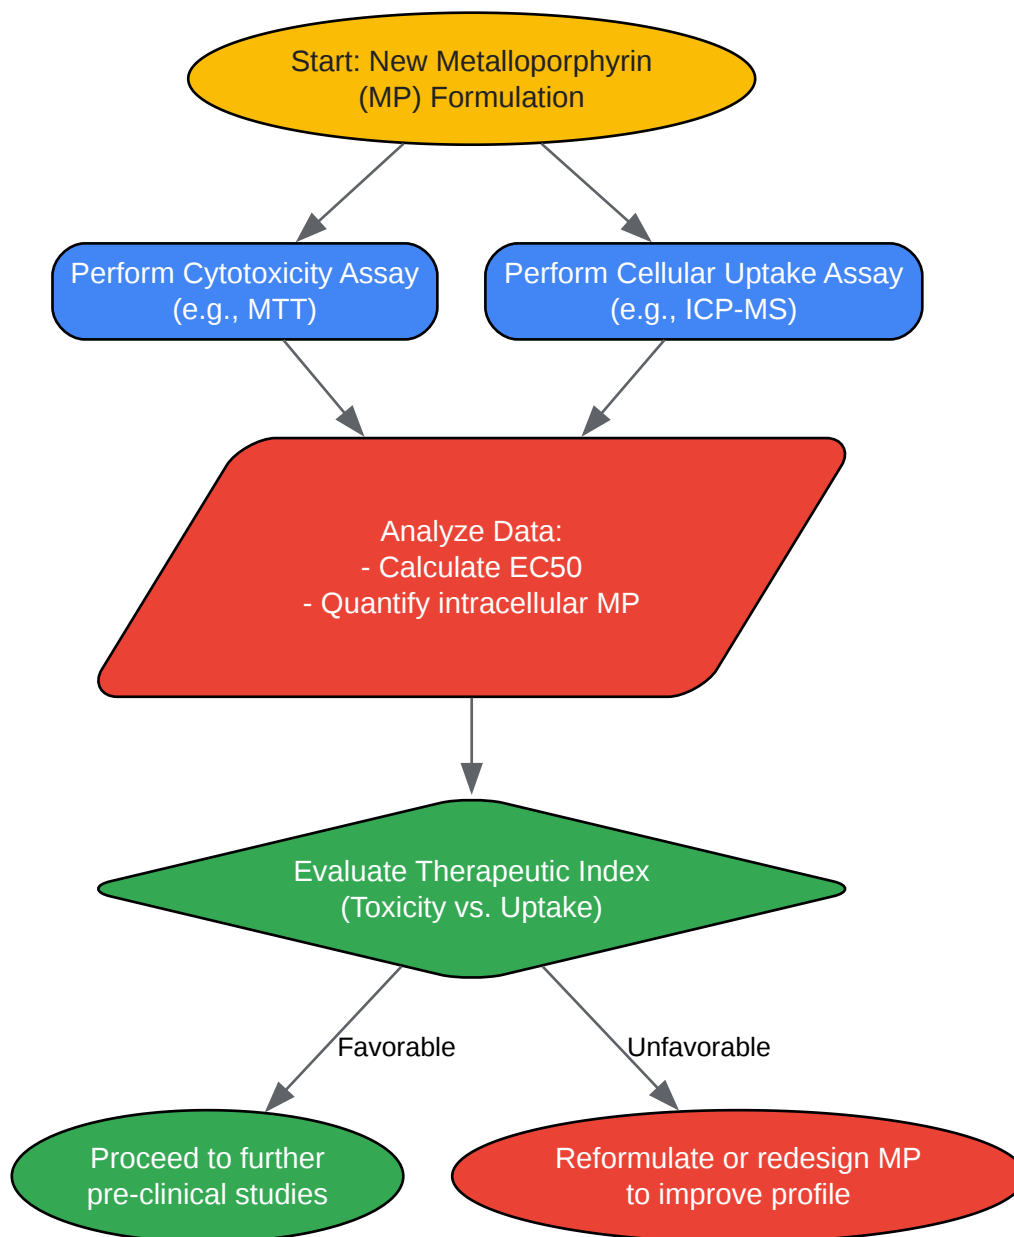 Start: New Metalloporphyrin
(MP) Formulation
Perform Cytotoxicity Assay
(e.g., MTT)
Perform Cellular Uptake Assay
(e.g., ICP-MS)
Analyze Data:
- Calculate EC50
- Quantify intracellular MP
Evaluate Therapeutic Index
(Toxicity vs. Uptake)
Favorable
Unfavorable
Proceed to further
pre-clinical studies
Reformulate or redesign MP
to improve profile